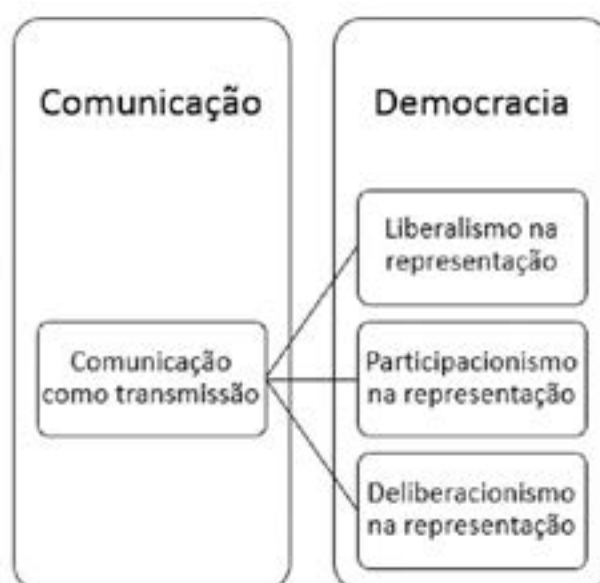 Comunicação
Democracia
Liberalismo na
representação
Comunicação
como transmissão
Participacionismo
na representação
Deliberacionismo
na representação